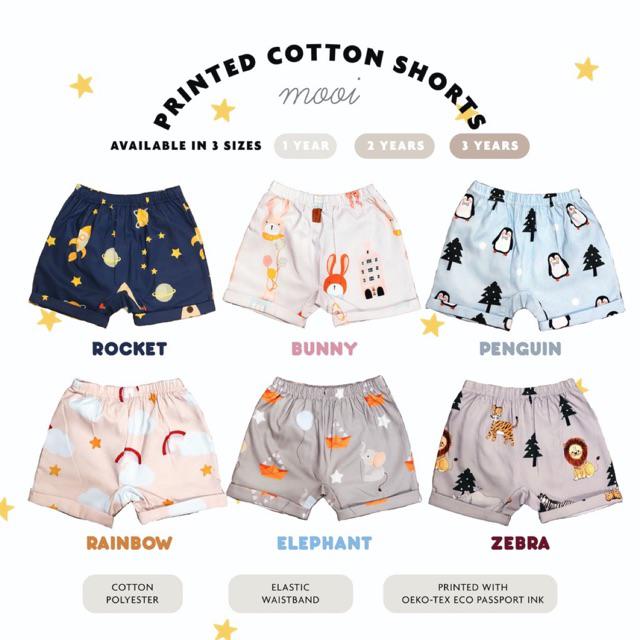 PRINTED COTTON SHORTS
mooi
AVAILABLE IN 3 SIZES 1 YEAR 2 YEARS 3 YEARS
ROCKET BUNNY PENGUIN
RAINBOW ELEPHANT ZEBRA
COTTON
POLYESTER
ELASTIC
WAISTBAND
PRINTED WITH
OEKO-TEX ECO PASSPORT INK